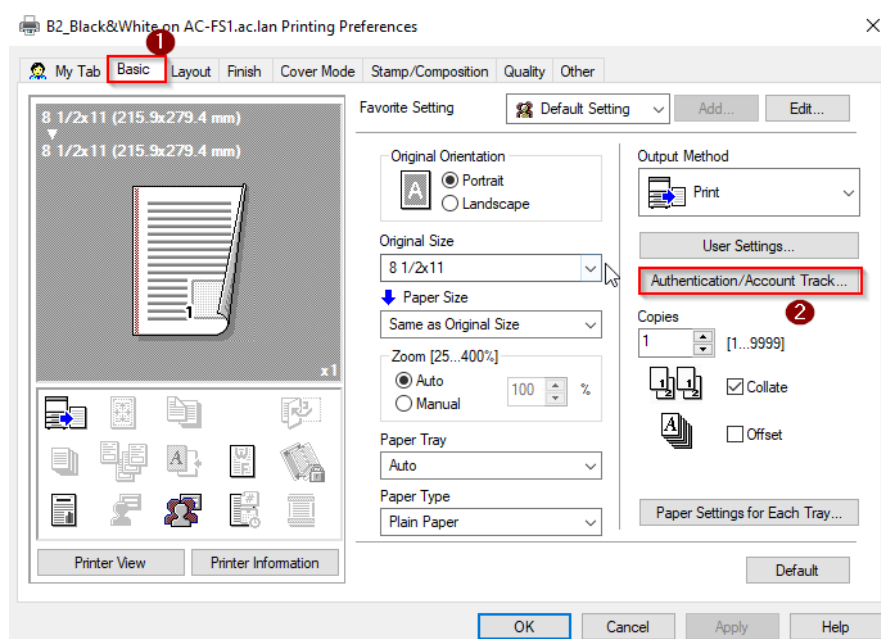 B2_Black&White on AC-FS1.ac.lan Printing Preferences
1
My Tab Basic Layout Finish Cover Mode Stamp/Composition Quality Other
8 1/2x11 (215.9x279.4 mm)
8 1/2x11 (215.9x279.4 mm)
1
x1
Printer View Printer Information
Favorite Setting Default Setting Add... Edit...
Original Orientation
A
Portrait
Landscape
Original Size
8 1/2x11
Paper Size
Same as Original Size
Zoom [25...400%]
Auto
Manual
100 %
Paper Tray
Auto
Paper Type
Plain Paper
Output Method
Print
User Settings...
Authentication/Account Track...
2
Copies
1 [1...9999]
Collate
Offset
Paper Settings for Each Tray...
Default
OK Cancel Apply Help